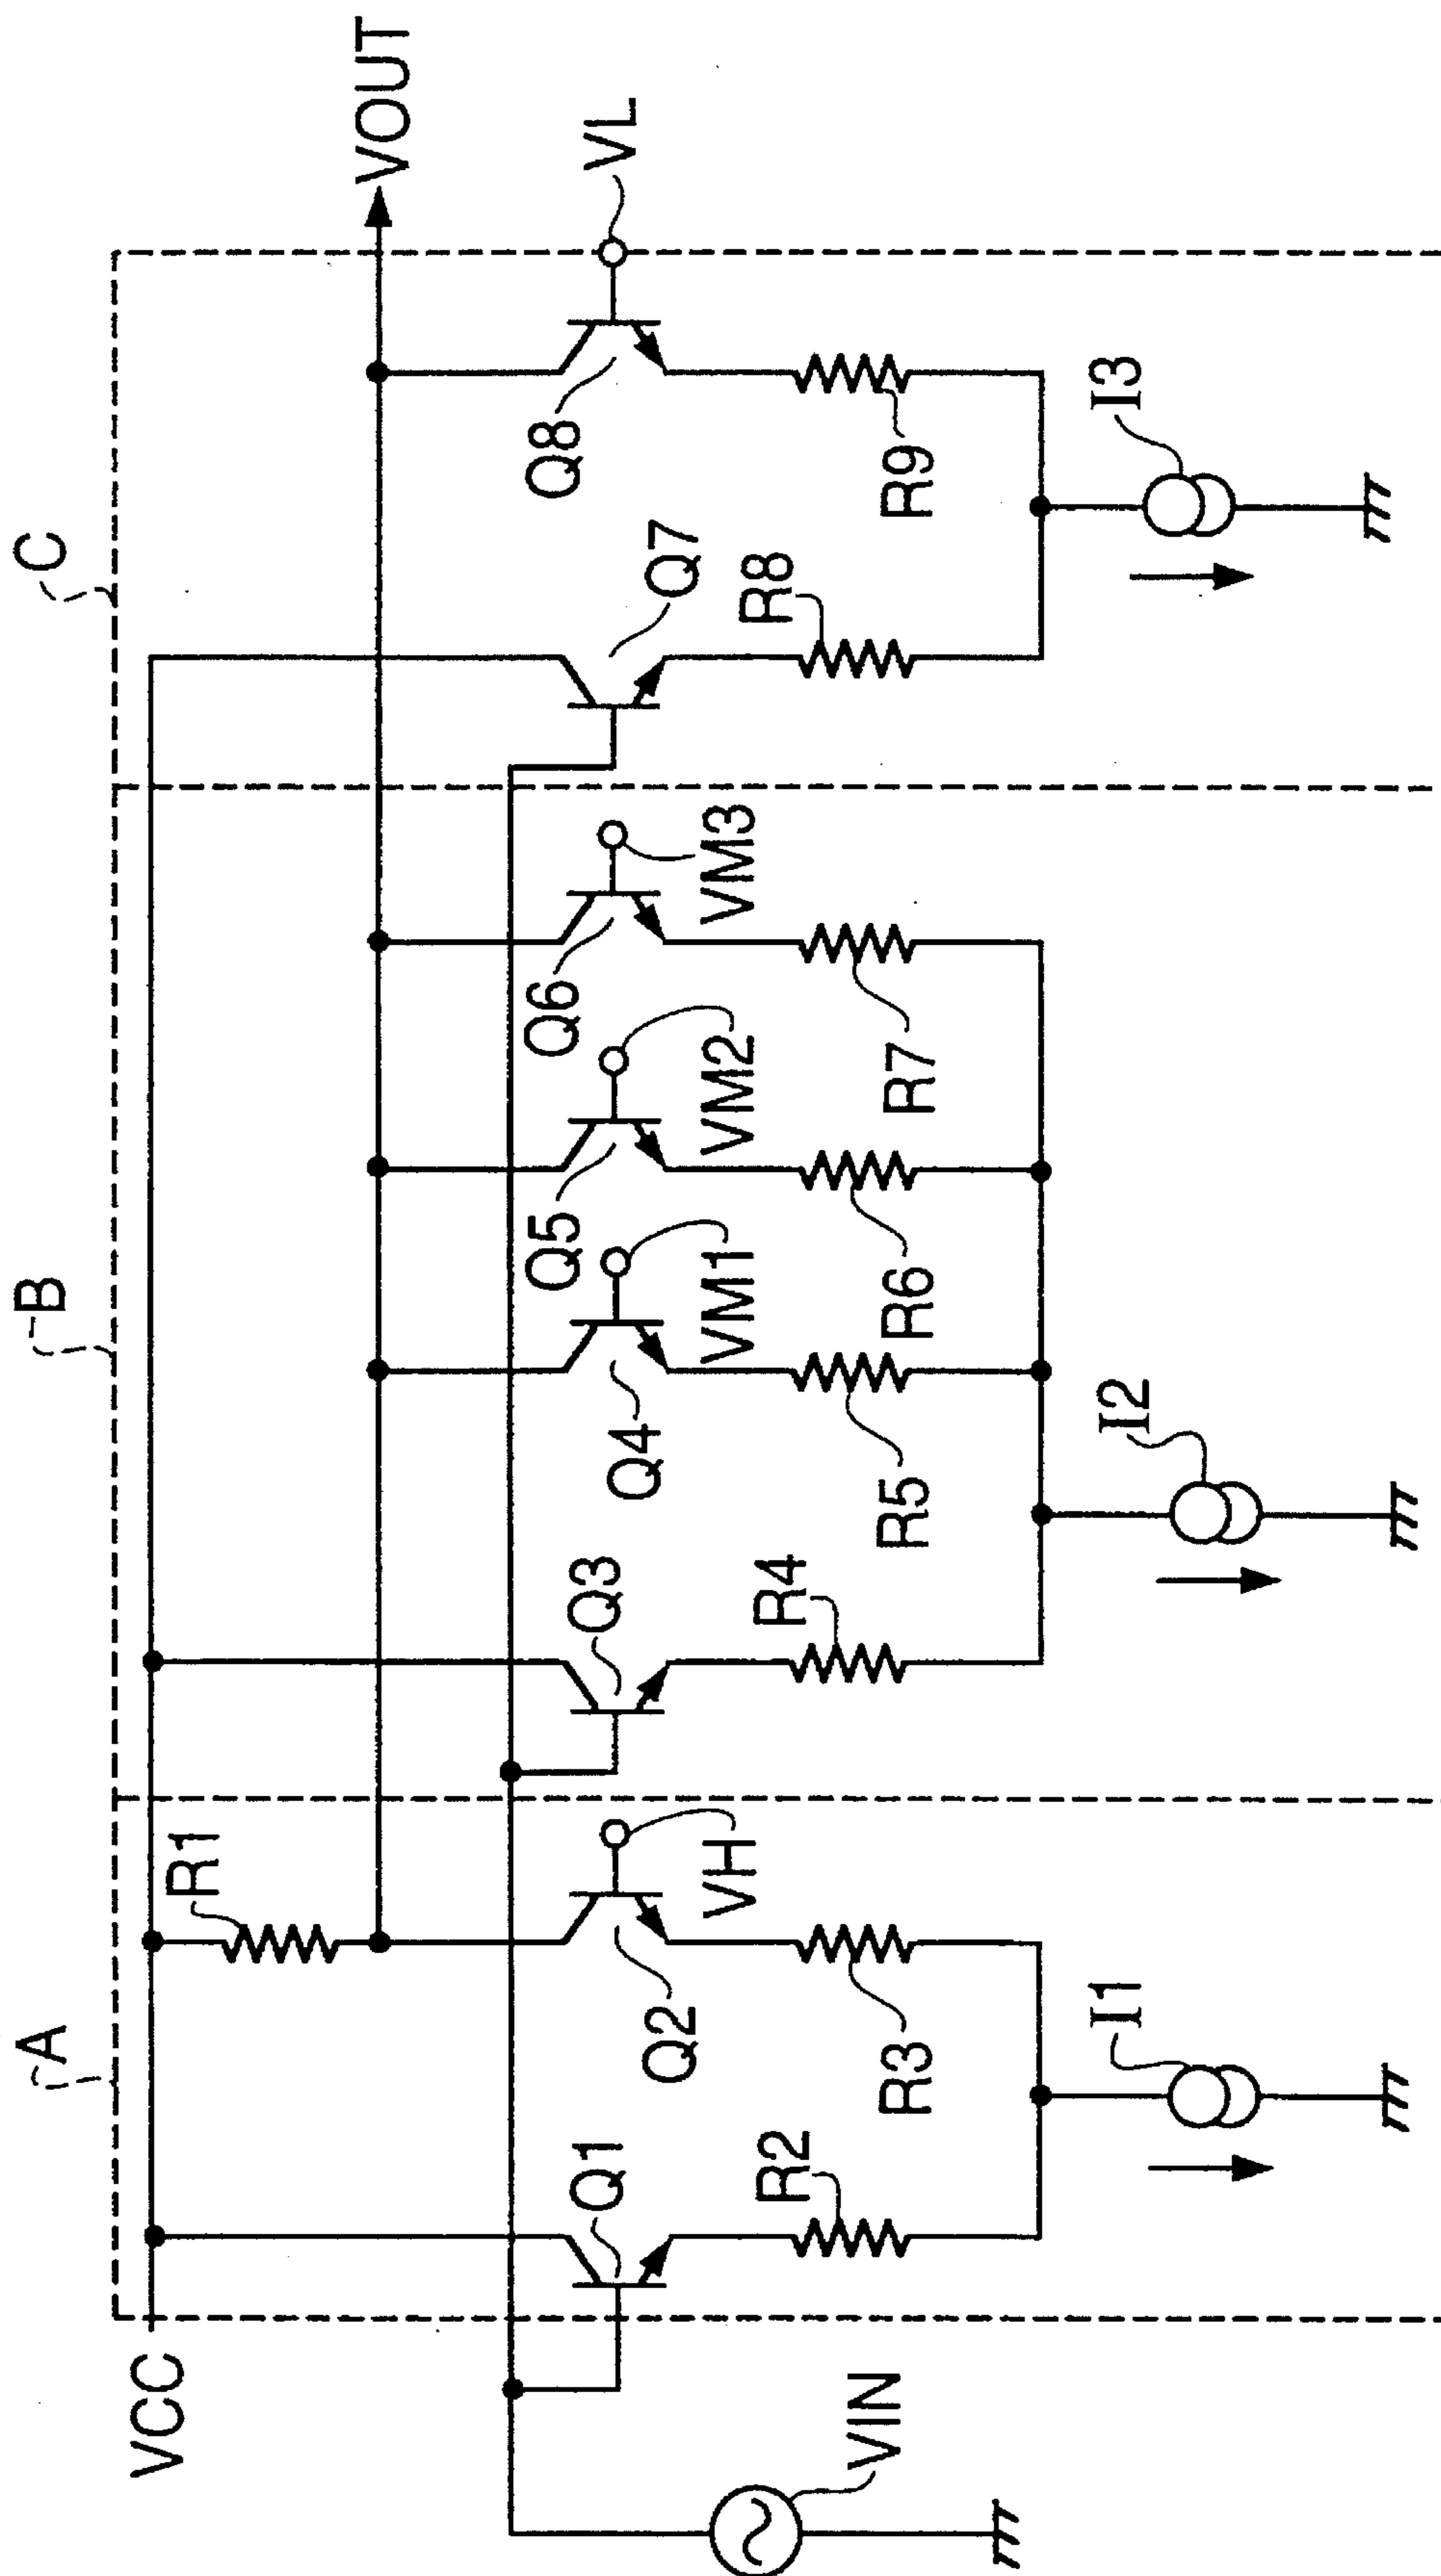 A
B
C
VCC
R1
VOUT
Q1
Q2
VH
Q3
Q4
VM1
Q5
VM2
Q6
VM3
Q7
Q8
VL
R2
R3
R4
R5
R6
R7
R8
R9
VIN
I1
I2
I3